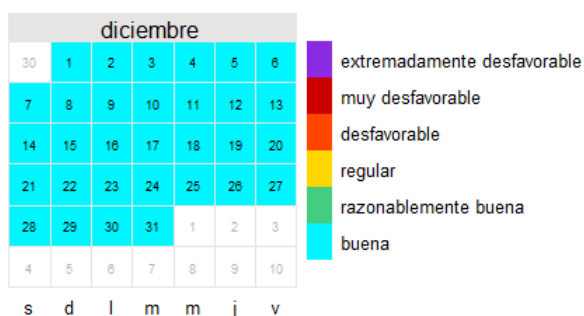 diciembre
30 1 2 3 4 5 6
7 8 9 10 11 12 13
14 15 16 17 18 19 20
21 22 23 24 25 26 27
28 29 30 31 1 2 3
4 5 6 7 8 9 10
s d l m m j v
extremadamente desfavorable
muy desfavorable
desfavorable
regular
razonablemente buena
buena